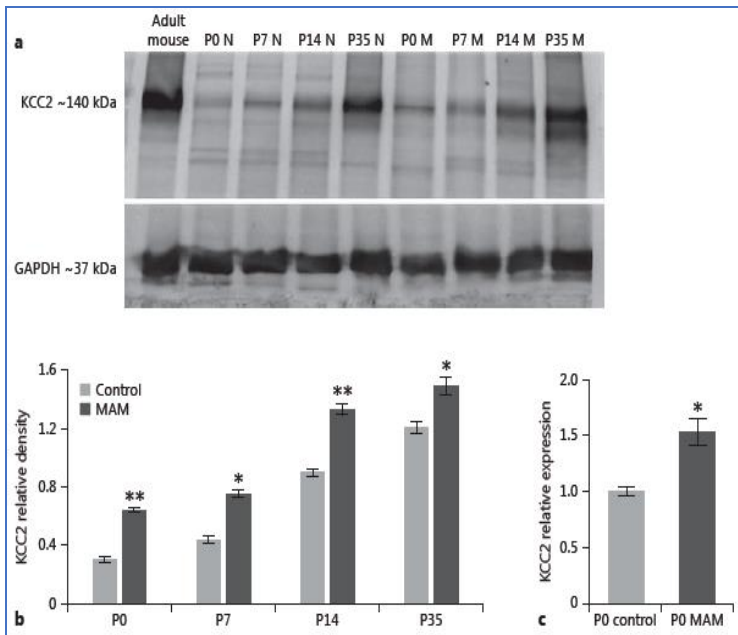 a
Adult
mouse P0 N P7 N P14 N P35 N P0 M P7 M P14 M P35 M
KCC2 ~140 kDa
GAPDH ~37 kDa
KCC2 relative density
1.6
1.2
0.8
0.4
0
Control
MAM
** * ** *
P0 P7 P14 P35
b
KCC2 relative expression
2.0
1.5
1.0
0.5
0
*
P0 control P0 MAM
c